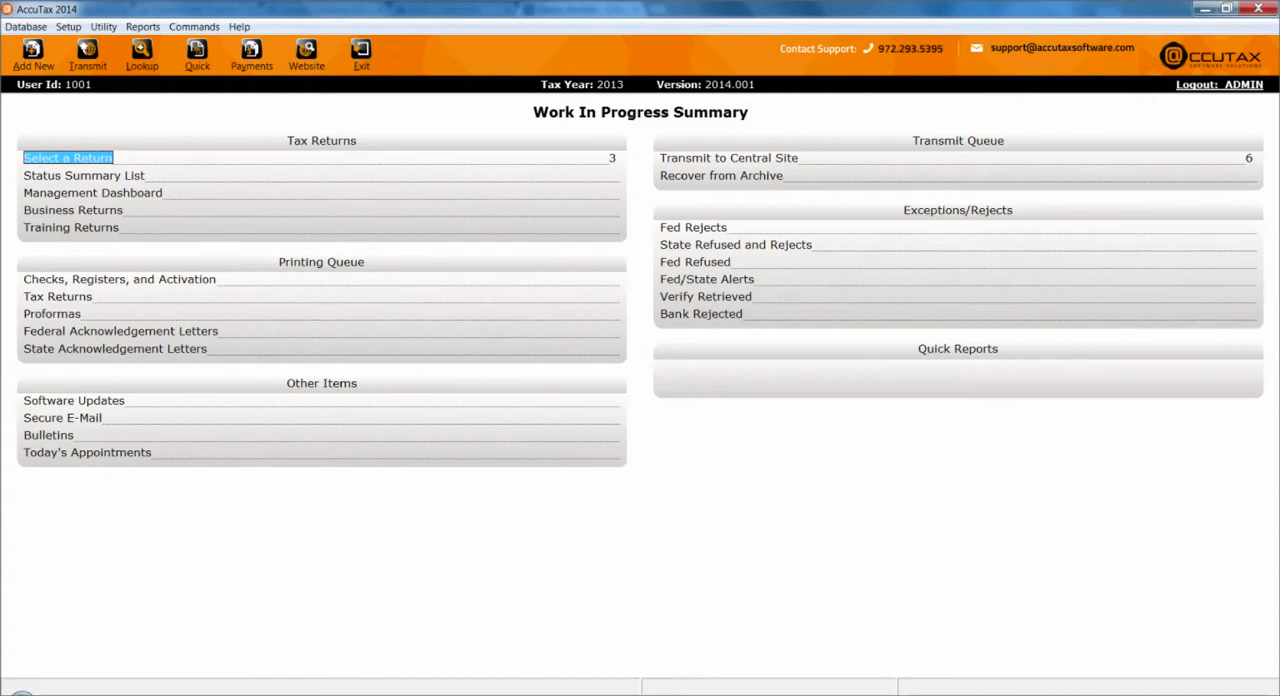 AccuTax 2014
Database Setup Utility Reports Commands Help
Add New Transmit Lookup Quick Payments Website Exit
Contact Support: 972.293.5395 support@accutaxsoftware.com
ACCUTAX
SOFTWARE SOLUTIONS
User Id: 1001 Tax Year: 2013 Version: 2014.001 Logout: ADMIN
Work In Progress Summary
Tax Returns
Select a Return 3
Status Summary List
Management Dashboard
Business Returns
Training Returns
Printing Queue
Checks, Registers, and Activation
Tax Returns
Proformas
Federal Acknowledgement Letters
State Acknowledgement Letters
Other Items
Software Updates
Secure E-Mail
Bulletins
Today's Appointments
Transmit Queue
Transmit to Central Site 6
Recover from Archive
Exceptions/Rejects
Fed Rejects
State Refused and Rejects
Fed Refused
Fed/State Alerts
Verify Retrieved
Bank Rejected
Quick Reports